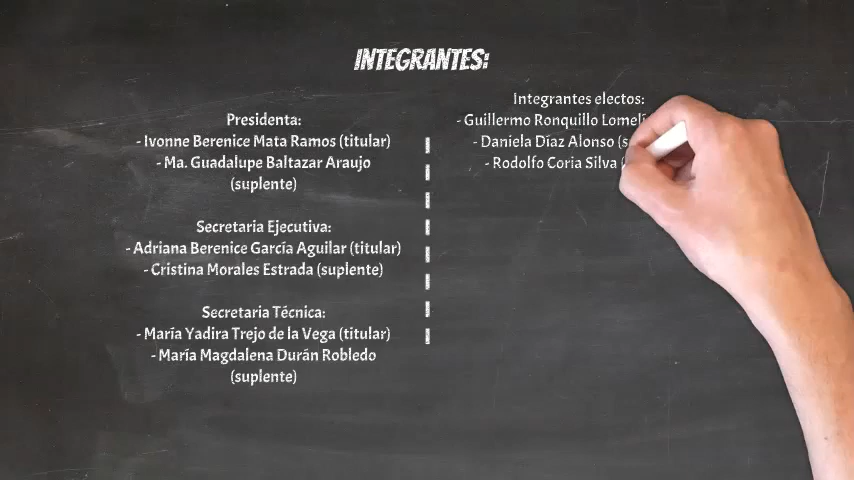 INTEGRANTES:
Presidenta:
- Ivonne Berenice Mata Ramos (titular)
- Ma. Guadalupe Baltazar Araujo
(suplente)
Secretaria Ejecutiva:
- Adriana Berenice García Aguilar (titular)
- Cristina Morales Estrada (suplente)
Secretaria Técnica:
- María Yadira Trejo de la Vega (titular)
- María Magdalena Durán Robledo
(suplente)
Integrantes electos:
- Guillermo Ronquillo
- Daniela Díaz Alonso
- Rodolfo Coria Silva